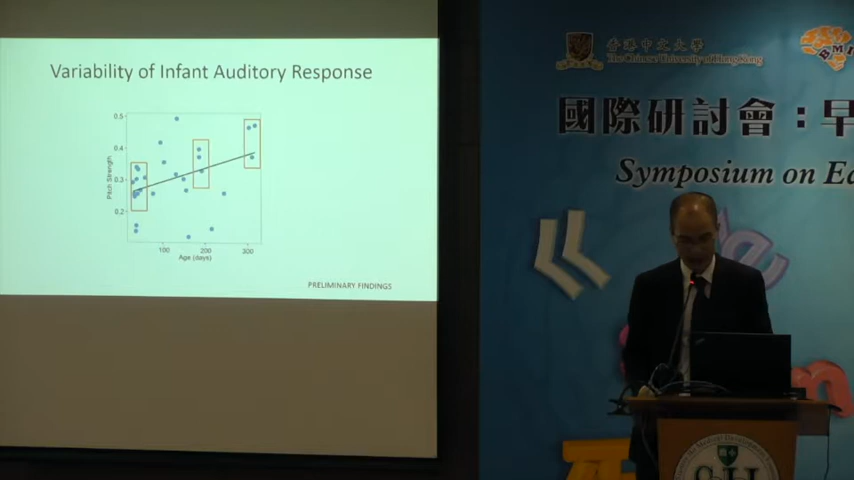 Variability of Infant Auditory Response
0.5
0.4
0.3
0.2
Pitch Strength
100
200
300
Age (days)
PRELIMINARY FINDINGS
香港中文大學
The Chinese University of Hong Kong
BMI
國際研討會：早
Symposium on Ea